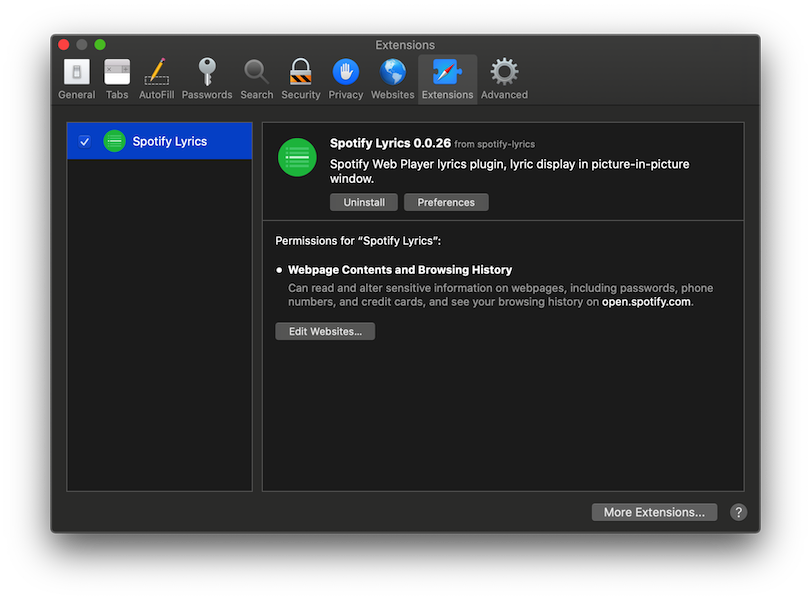 Extensions
General
Tabs
AutoFill
Passwords
Search
Security
Privacy
Websites
Extensions
Advanced
Spotify Lyrics
Spotify Lyrics 0.0.26 from spotify-lyrics
Spotify Web Player lyrics plugin, lyric display in picture-in-picture
window.
Uninstall
Preferences
Permissions for “Spotify Lyrics”:
• Webpage Contents and Browsing History
Can read and alter sensitive information on webpages, including passwords, phone
numbers, and credit cards, and see your browsing history on open.spotify.com.
Edit Websites...
More Extensions...
?